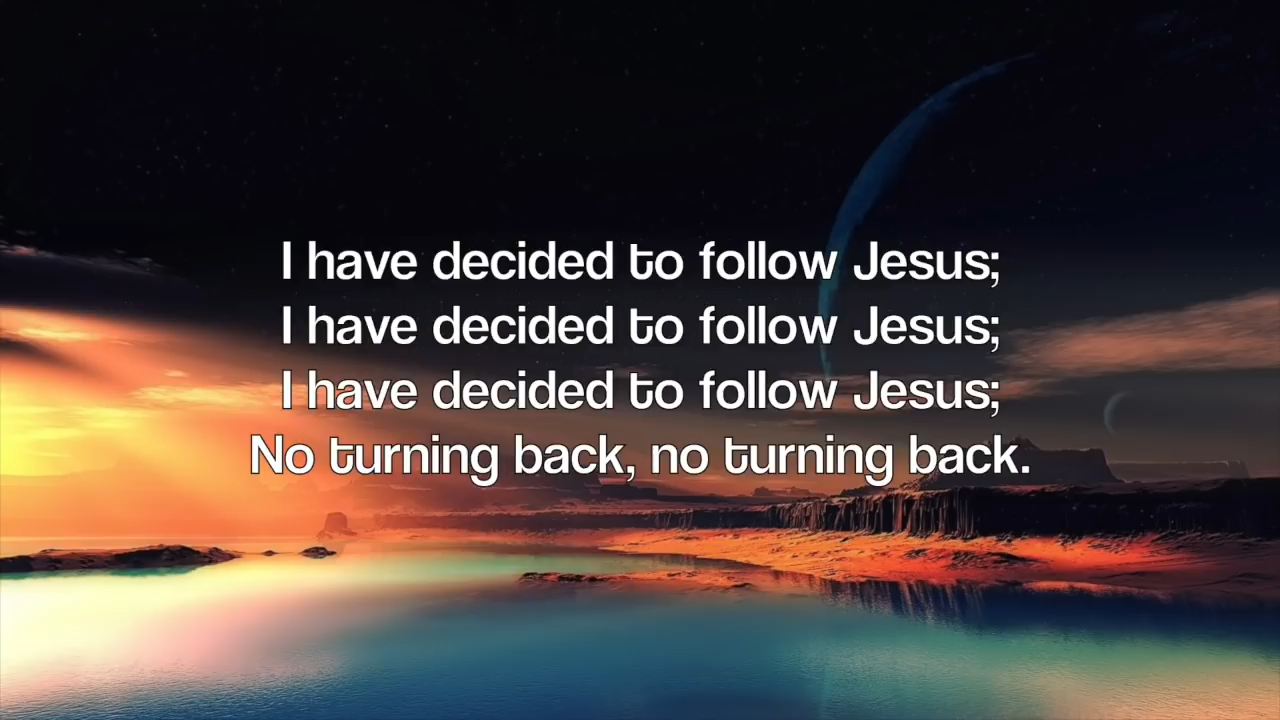 I have decided to follow Jesus;
I have decided to follow Jesus;
I have decided to follow Jesus;
No turning back, no turning back.